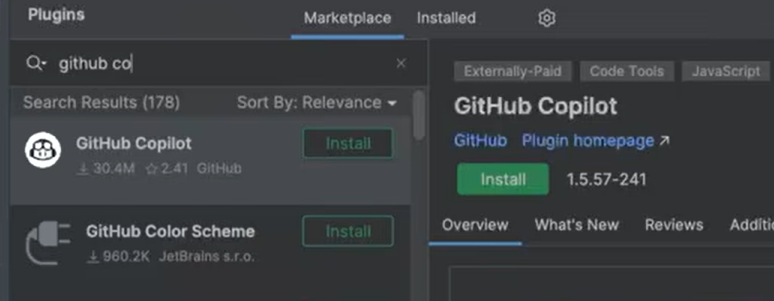 Plugins
Marketplace
Installed
github co
Search Results (178)
Sort By: Relevance
GitHub Copilot
Install
30.4M
2.41
GitHub
GitHub Color Scheme
Install
960.2K
JetBrains s.r.o.
Externally-Paid
Code Tools
JavaScript
GitHub Copilot
GitHub
Plugin homepage ↗
Install
1.5.57-241
Overview
What's New
Reviews
Additi